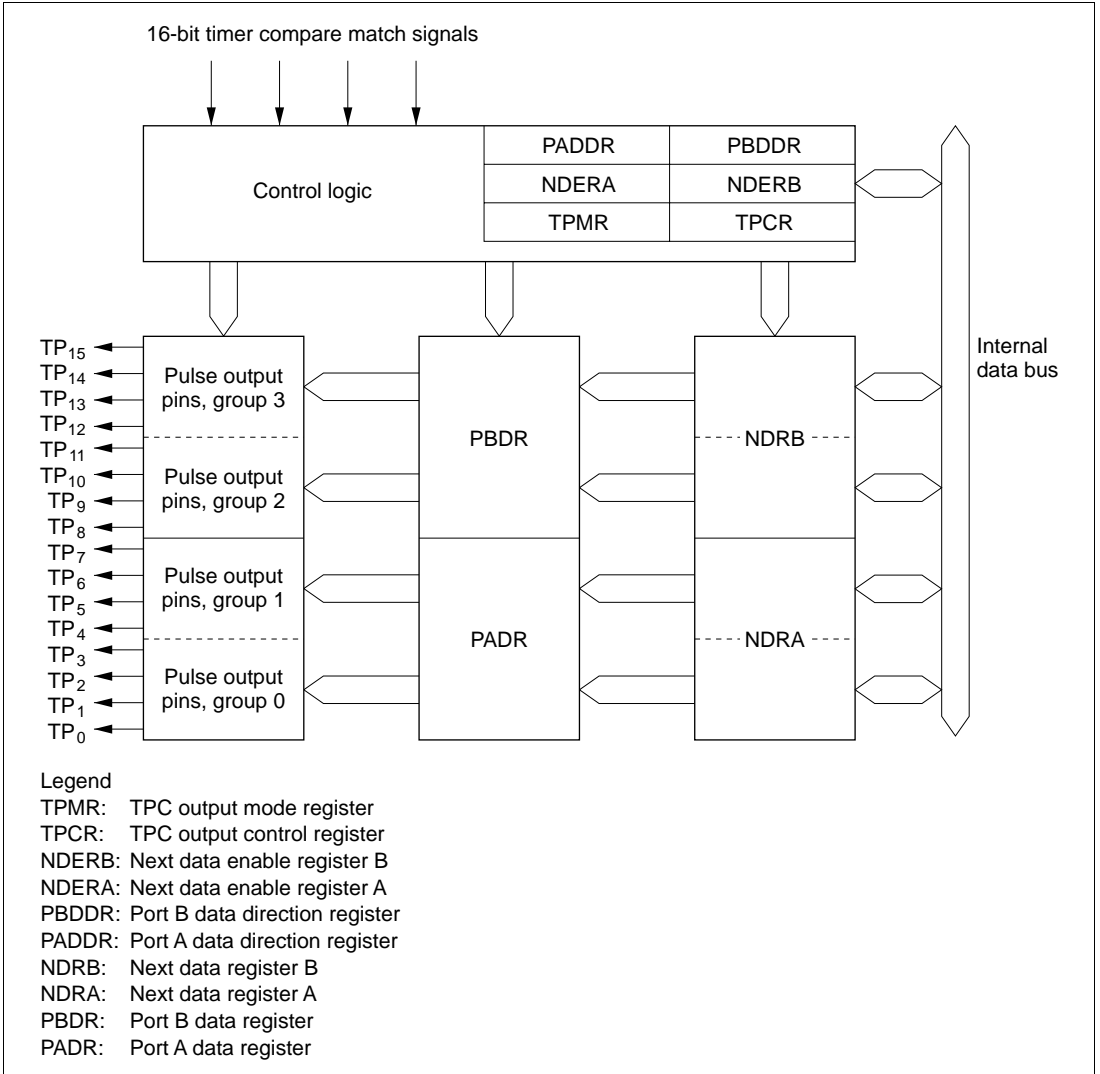 16-bit timer compare match signals
Control logic
PADDR PBDDR
NDERA NDERB
TPMR TPCR
Internal
data bus
TP15
TP14
TP13
TP12
TP11
TP10
TP9
TP8
TP7
TP6
TP5
TP4
TP3
TP2
TP1
TP0
Pulse output
pins, group 3
Pulse output
pins, group 2
Pulse output
pins, group 1
Pulse output
pins, group 0
PBDR
PADR
NDRB
NDRA
Legend
TPMR: TPC output mode register
TPCR: TPC output control register
NDERB: Next data enable register B
NDERA: Next data enable register A
PBDDR: Port B data direction register
PADDR: Port A data direction register
NDRB: Next data register B
NDRA: Next data register A
PBDR: Port B data register
PADR: Port A data register